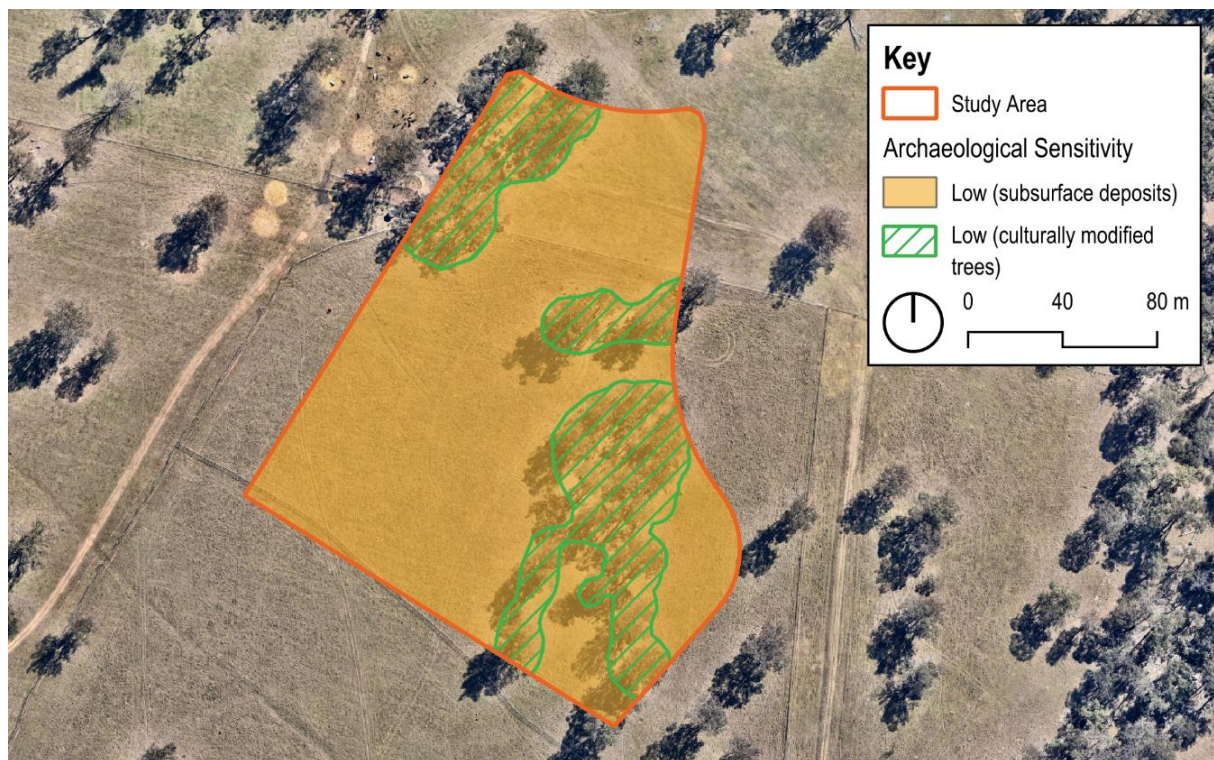 Key
Study Area
Archaeological Sensitivity
Low (subsurface deposits)
Low (culturally modified
trees)
0 40 80 m